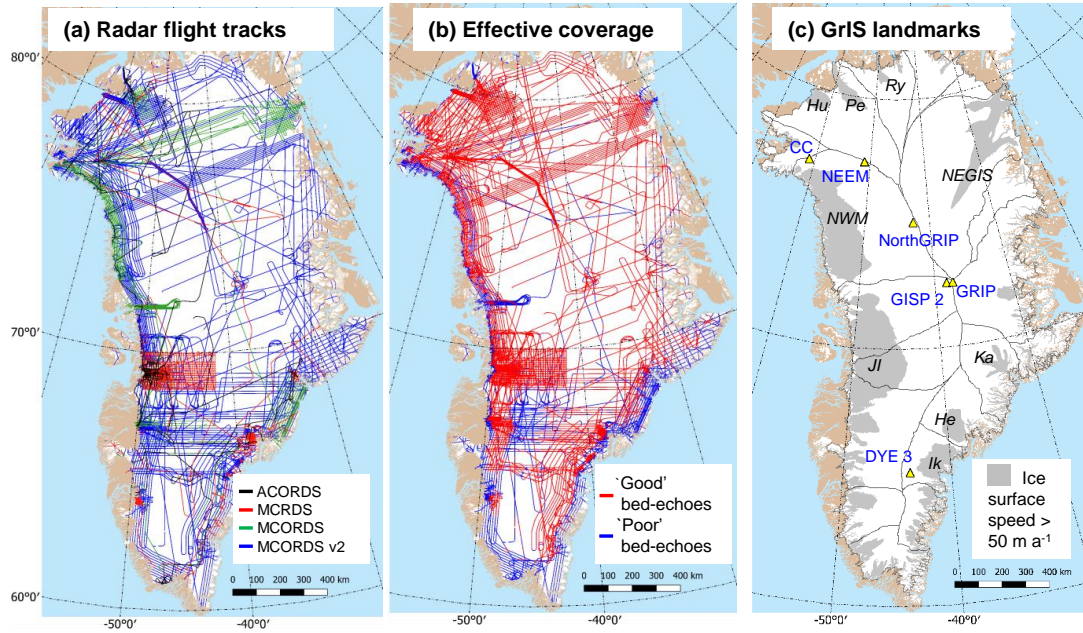 (a) Radar flight tracks
80°0'
70°0'
60°0'
ACORDS
MCRDS
MCORDS
MCORDS v2
0 100 200 300 400 km
-50°0' -40°0'
(b) Effective coverage
`Good’
bed-echoes
`Poor’
bed-echoes
0 100 200 300 400 km
-50°0' -40°0'
(c) GrIS landmarks
Ry
Hu Pe
CC
NEEM
NEGIS
NWM
NorthGRIP
GISP 2 GRIP
JI Ka
He
DYE 3
Ik
Ice
surface
speed >
50 m a-1
0 100 200 300 400 km
-50°0' -40°0'